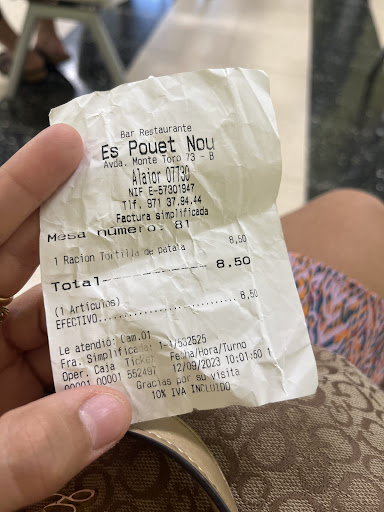 Bar Restaurante
Es Pouet Nou
Avda. Monte Toro 73 - B
Alaior 07730
NIF E-57301947
Tlf. 971 37.94.44
Factura simplificada
Mesa numero: 81
1 Racion Tortilla de patata 8,50
Total---------------- 8.50
(1 Articulos)
EFECTIVO........................ 8,50
Le atendió: Cam.01
Fra. Simplificada: 1-1/532525
Oper. Caja Ticket Fecha/Hora/Turno
00001 00001 552497 12/09/2023 10:01:50 1
Gracias por su visita
10% IVA INCLUIDO